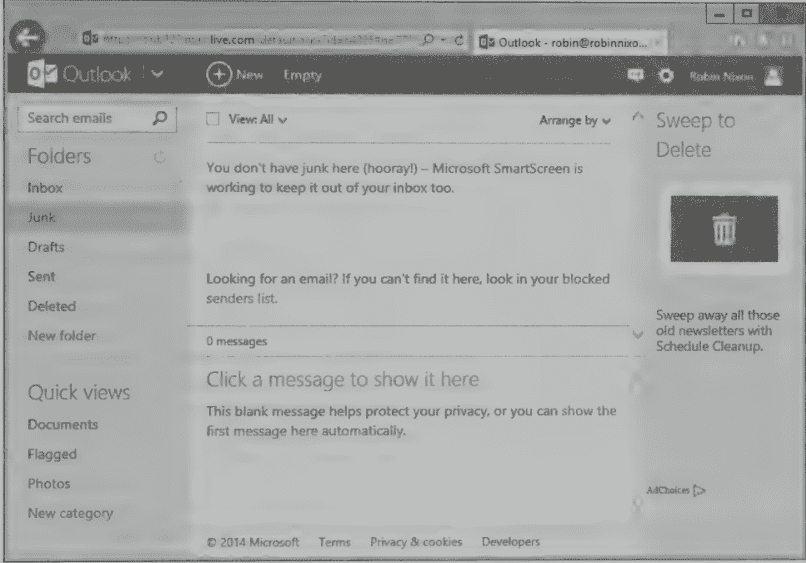 live.com
Outlook - robin@robinnixo...
Outlook
New
Empty
Robin Nixon
Search emails
Folders
Inbox
Junk
Drafts
Sent
Deleted
New folder
Quick views
Documents
Flagged
Photos
New category
View: All
Arrange by
You don't have junk here (hooray!) – Microsoft SmartScreen is
working to keep it out of your inbox too.
Looking for an email? If you can't find it here, look in your blocked
senders list.
0 messages
Click a message to show it here
This blank message helps protect your privacy, or you can show the
first message here automatically.
© 2014 Microsoft Terms Privacy & cookies Developers
Sweep to
Delete
Sweep away all those
old newsletters with
Schedule Cleanup.
AdChoices